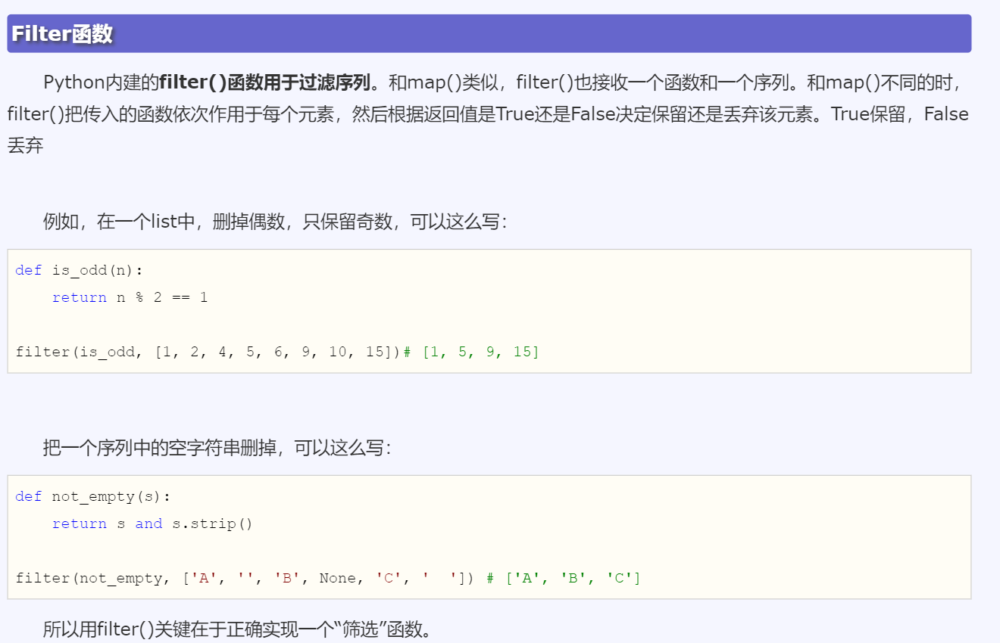 Filter函数
Python内建的filter()函数用于过滤序列。和map()类似，filter()也接收一个函数和一个序列。和map()不同的时，
filter()把传入的函数依次作用于每个元素，然后根据返回值是True还是False决定保留还是丢弃该元素。True保留，False
丢弃
例如，在一个list中，删掉偶数，只保留奇数，可以这么写：
def is_odd(n):
    return n % 2 == 1
filter(is_odd, [1, 2, 4, 5, 6, 9, 10, 15])# [1, 5, 9, 15]
把一个序列中的空字符串删掉，可以这么写：
def not_empty(s):
    return s and s.strip()
filter(not_empty, ['A', '', 'B', None, 'C', '  ']) # ['A', 'B', 'C']
所以用filter()关键在于正确实现一个“筛选”函数。